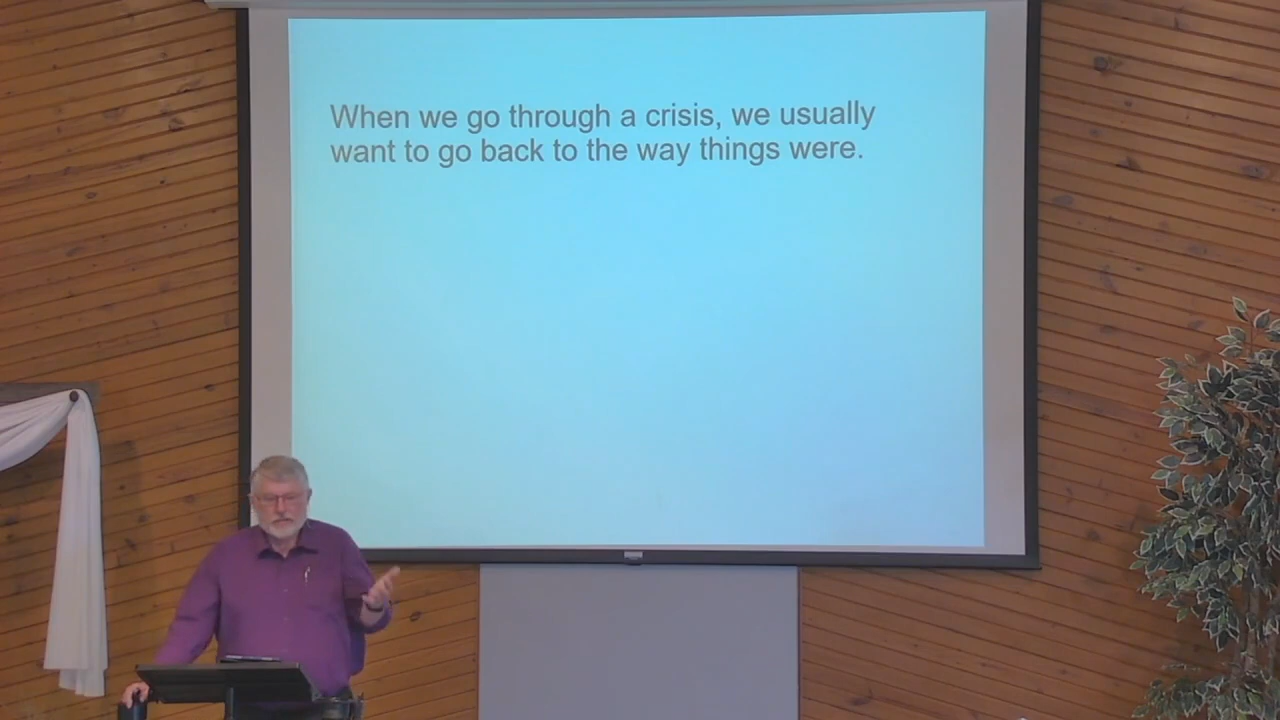 When we go through a crisis, we usually
want to go back to the way things were.